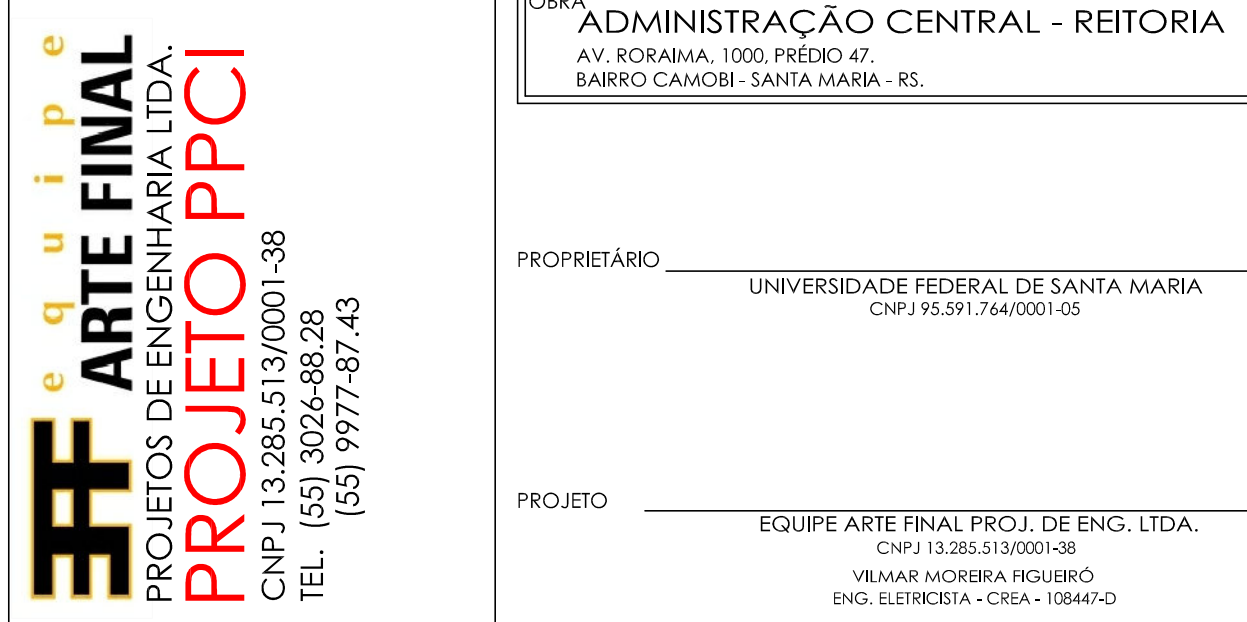 equipe
ARTE FINAL
PROJETOS DE ENGENHARIA LTDA.
PROJETO PPCI
CNPJ 13.285.513/0001-38
TEL. (55) 3026-88.28
(55) 9977-87.43
OBRA
ADMINISTRAÇÃO CENTRAL - REITORIA
AV. RORAIMA, 1000, PRÉDIO 47.
BAIRRO CAMOBI - SANTA MARIA - RS.
PROPRIETÁRIO
UNIVERSIDADE FEDERAL DE SANTA MARIA
CNPJ 95.591.764/0001-05
PROJETO
EQUIPE ARTE FINAL PROJ. DE ENG. LTDA.
CNPJ 13.285.513/0001-38
VILMAR MOREIRA FIGUEIRÓ
ENG. ELETRICISTA - CREA - 108447-D